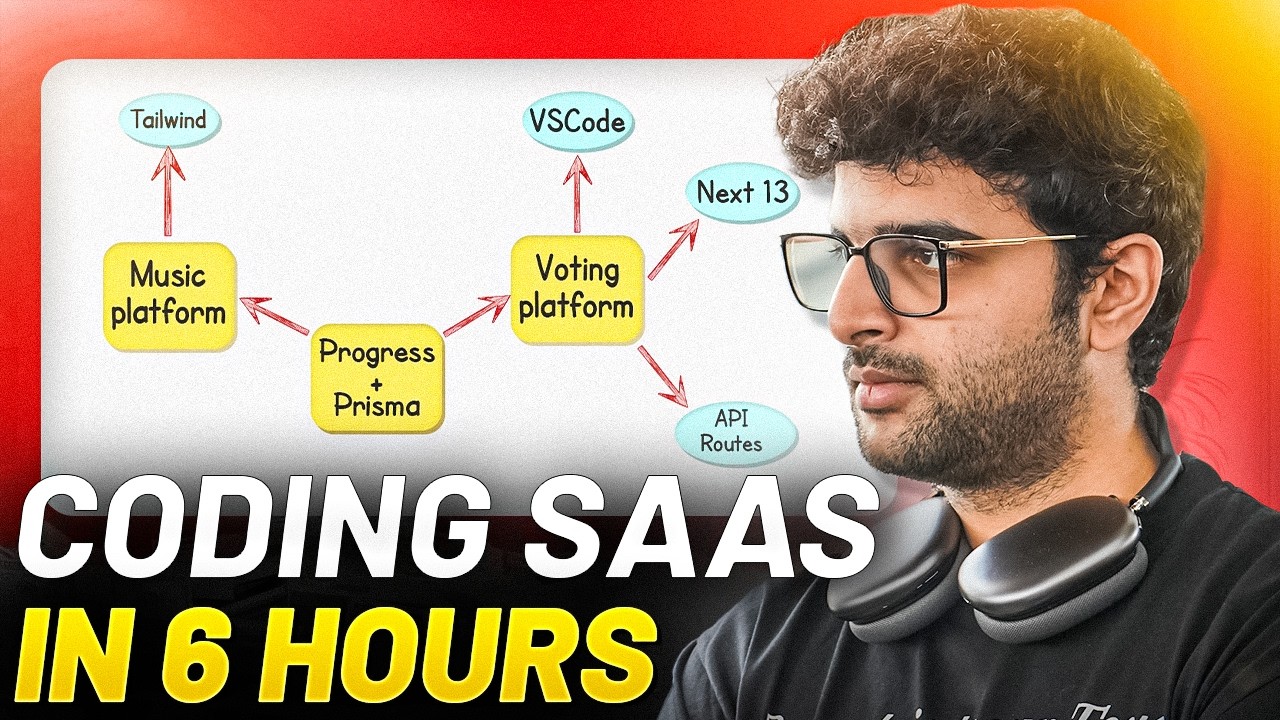 Tailwind
VSCode
Next 13
Music
platform
Voting
platform
Progress
+
Prisma
API
Routes
CODING SAAS
IN 6 HOURS